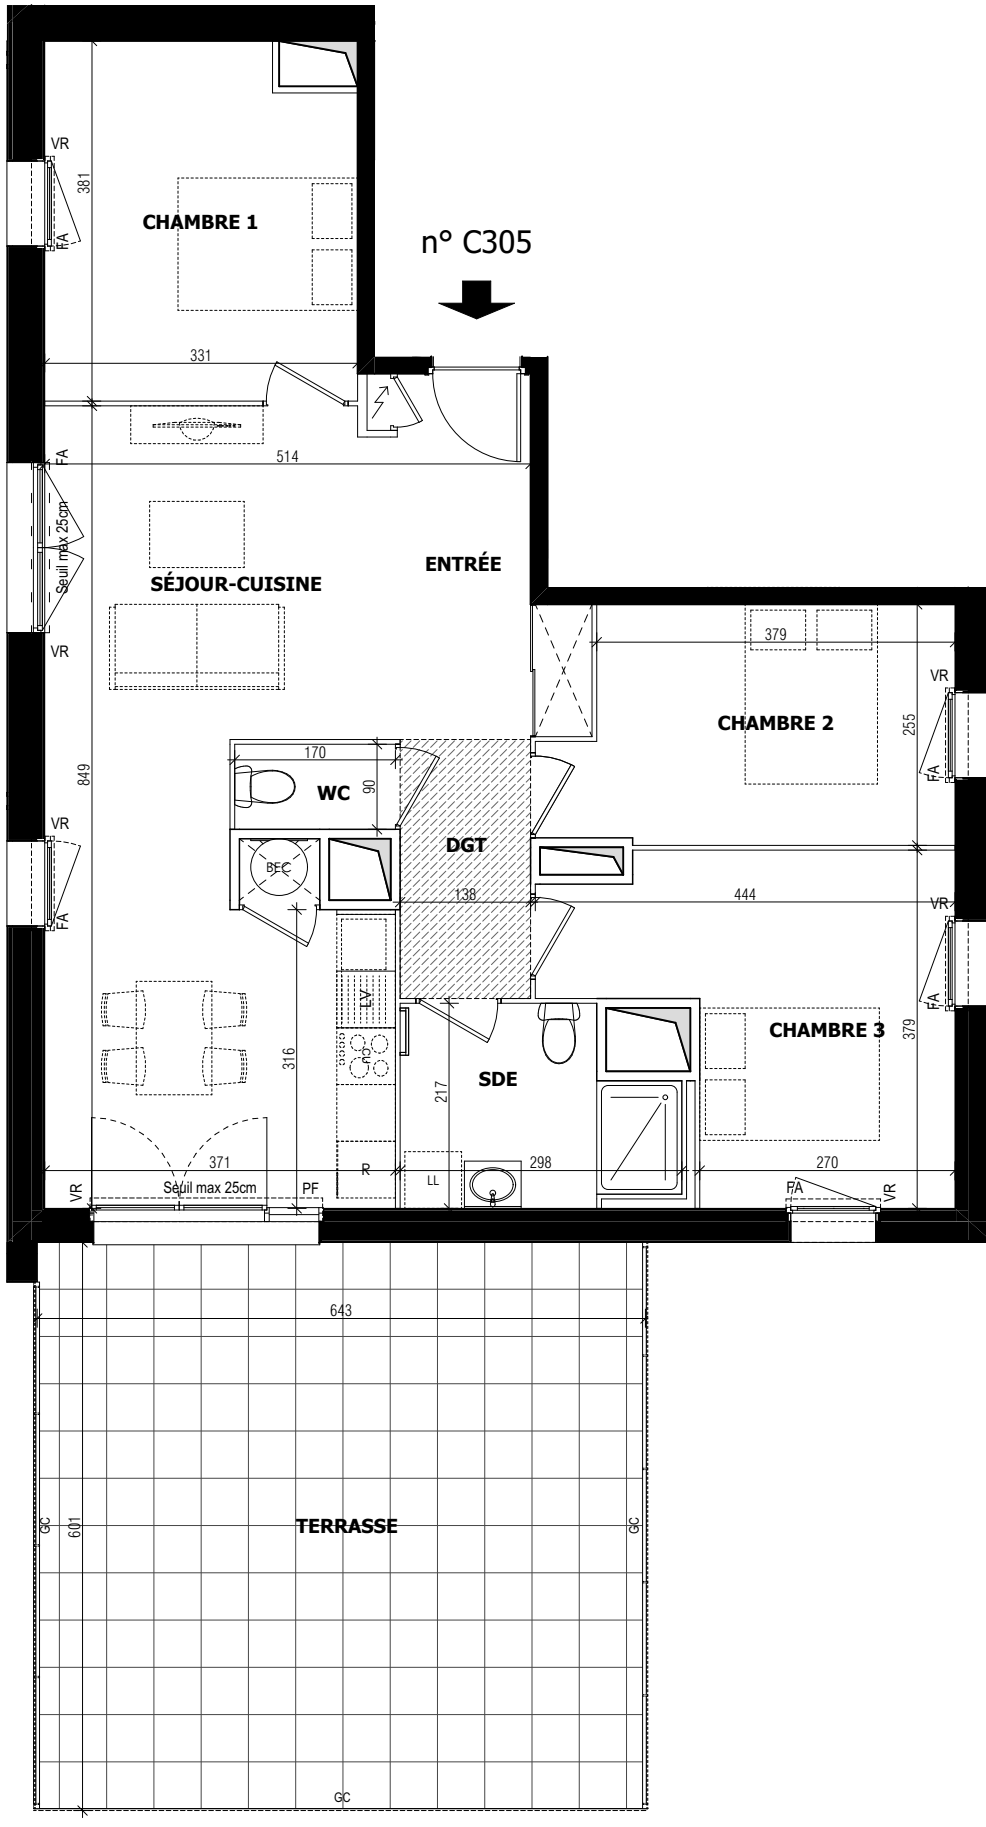 VR
381
CHAMBRE 1
FA
n° C305
331
FA
514
Seuil max 25cm
ENTRÉE
SÉJOUR-CUISINE
VR
379
VR
CHAMBRE 2
255
FA
170
WC
90
849
VR
DGT
BEC
138
444
VR
FA
LV
FA
CHAMBRE 3
379
CU
316
SDE
217
371
R
LL
298
270
VR
Seuil max 25cm
PF
FA
VR
643
TERRASSE
GC
601
GC
GC